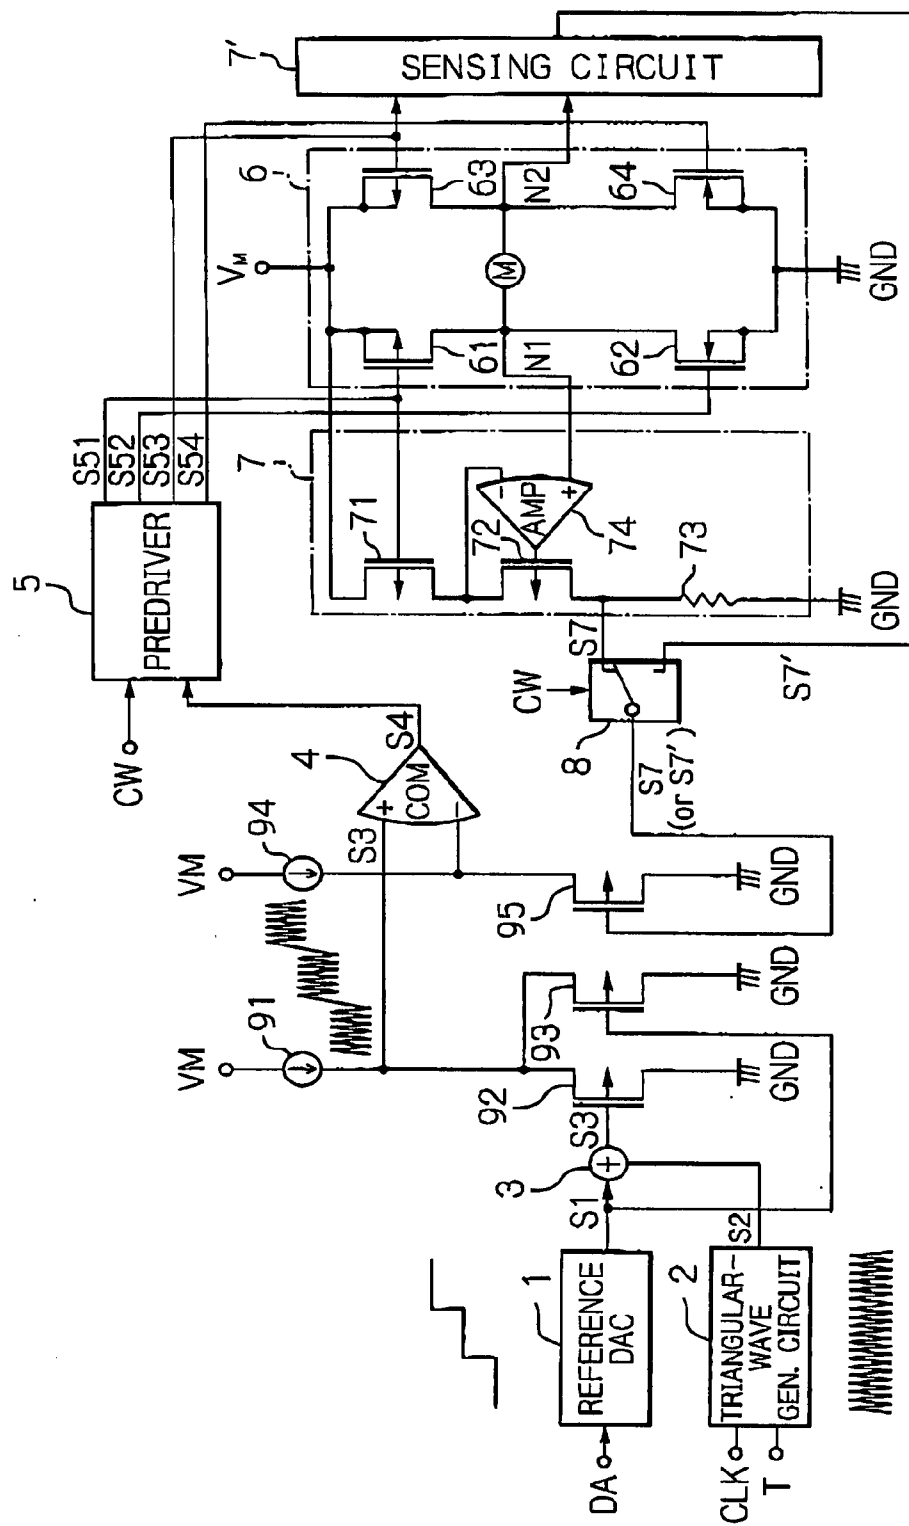 DA
REFERENCE
DAC
1
CLK
T
TRIANGULAR-
WAVE
GEN. CIRCUIT
2
S1
S2
3
+
S3
92
GND
93
GND
VM
91
VM
94
S3
+
-
COM
4
S4
95
GND
CW
PREDRIVER
5
S51
S52
S53
S54
CW
8
S7
(or S7')
S7
S7'
7
71
72
AMP
-
+
74
73
GND
6
VM
61
N1
62
M
63
N2
64
GND
7'
SENSING CIRCUIT